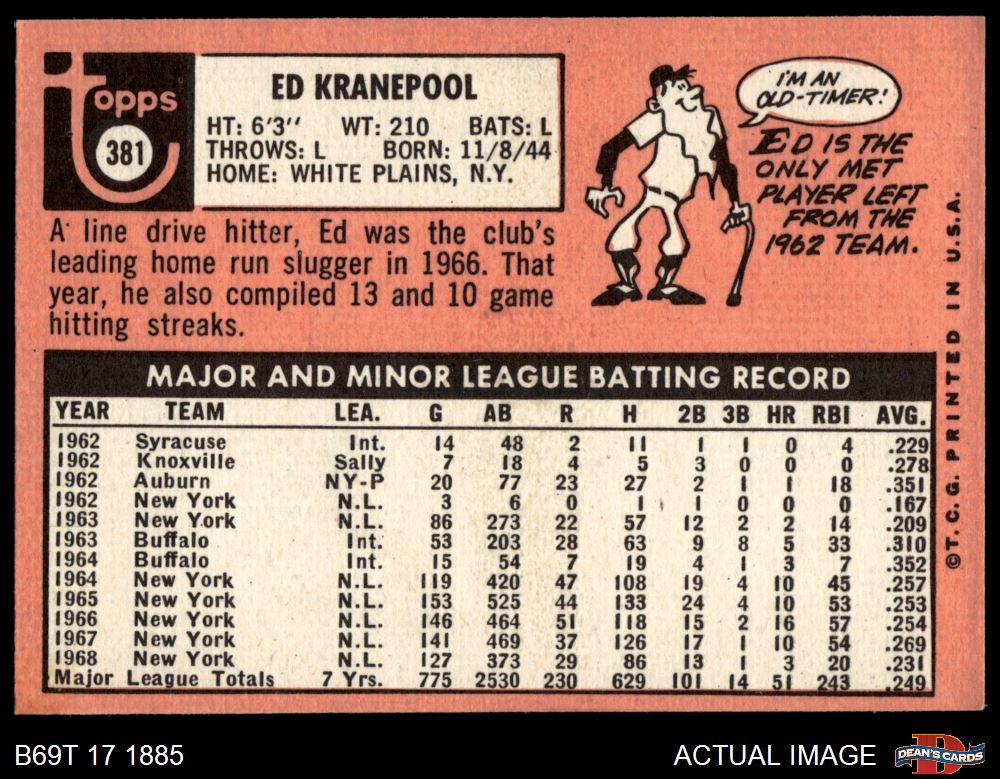 topps
381
ED KRANEPOOL
HT: 6'3" WT: 210 BATS: L
THROWS: L BORN: 11/8/44
HOME: WHITE PLAINS, N.Y.
A line drive hitter, Ed was the club's
leading home run slugger in 1966. That
year, he also compiled 13 and 10 game
hitting streaks.
I'M AN
OLD-TIMER!
ED IS THE
ONLY MET
PLAYER LEFT
FROM THE
1962 TEAM.
©T.C.G. PRINTED IN U.S.A.
MAJOR AND MINOR LEAGUE BATTING RECORD
YEAR TEAM LEA. G AB R H 2B 3B HR RBI AVG.
1962 Syracuse Int. 14 48 2 11 1 1 0 4 .229
1962 Knoxville Sally 7 18 4 5 3 0 0 0 .278
1962 Auburn NY-P 20 77 23 27 2 1 1 18 .351
1962 New York N.L. 3 6 0 1 1 0 0 0 .167
1963 New York N.L. 86 273 22 57 12 2 2 14 .209
1963 Buffalo Int. 53 203 28 63 9 8 5 33 .310
1964 Buffalo Int. 15 54 7 19 4 1 3 7 .352
1964 New York N.L. 119 420 47 108 19 4 10 45 .257
1965 New York N.L. 153 525 44 133 24 4 10 53 .253
1966 New York N.L. 146 464 51 118 15 2 16 57 .254
1967 New York N.L. 141 469 37 126 17 1 10 54 .269
1968 New York N.L. 127 373 29 86 13 1 3 20 .231
Major League Totals 7 Yrs. 775 2530 230 629 101 14 51 243 .249
B69T 17 1885
ACTUAL IMAGE
D
DEAN'S CARDS